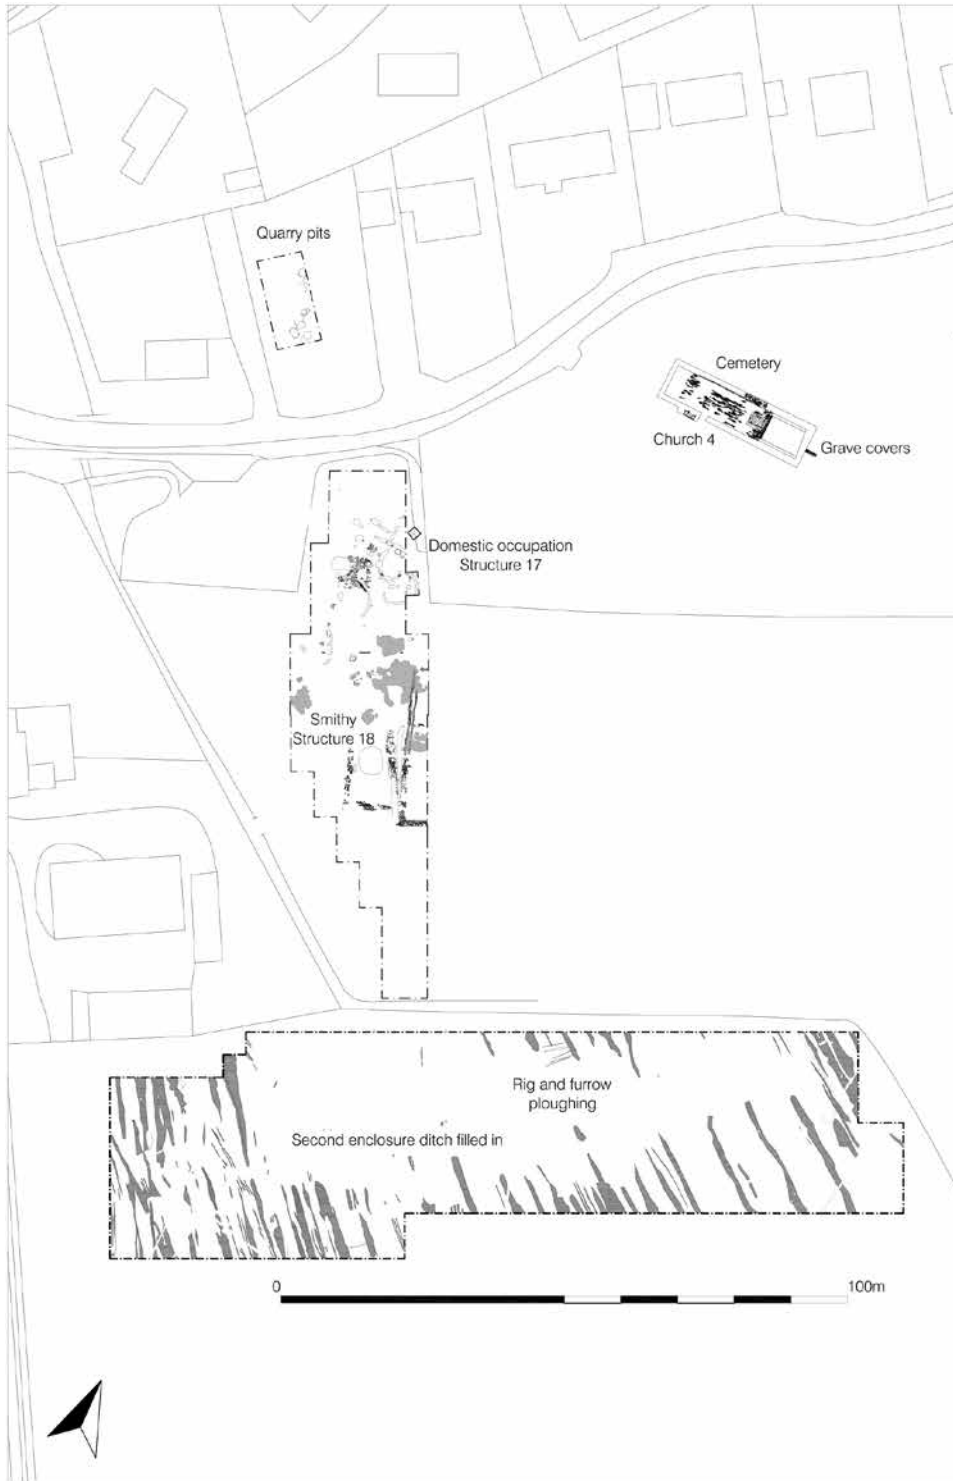 Quarry pits
Cemetery
Church 4
Grave covers
Domestic occupation
Structure 17
Smithy
Structure 18
Rig and furrow
ploughing
Second enclosure ditch filled in
0
100m